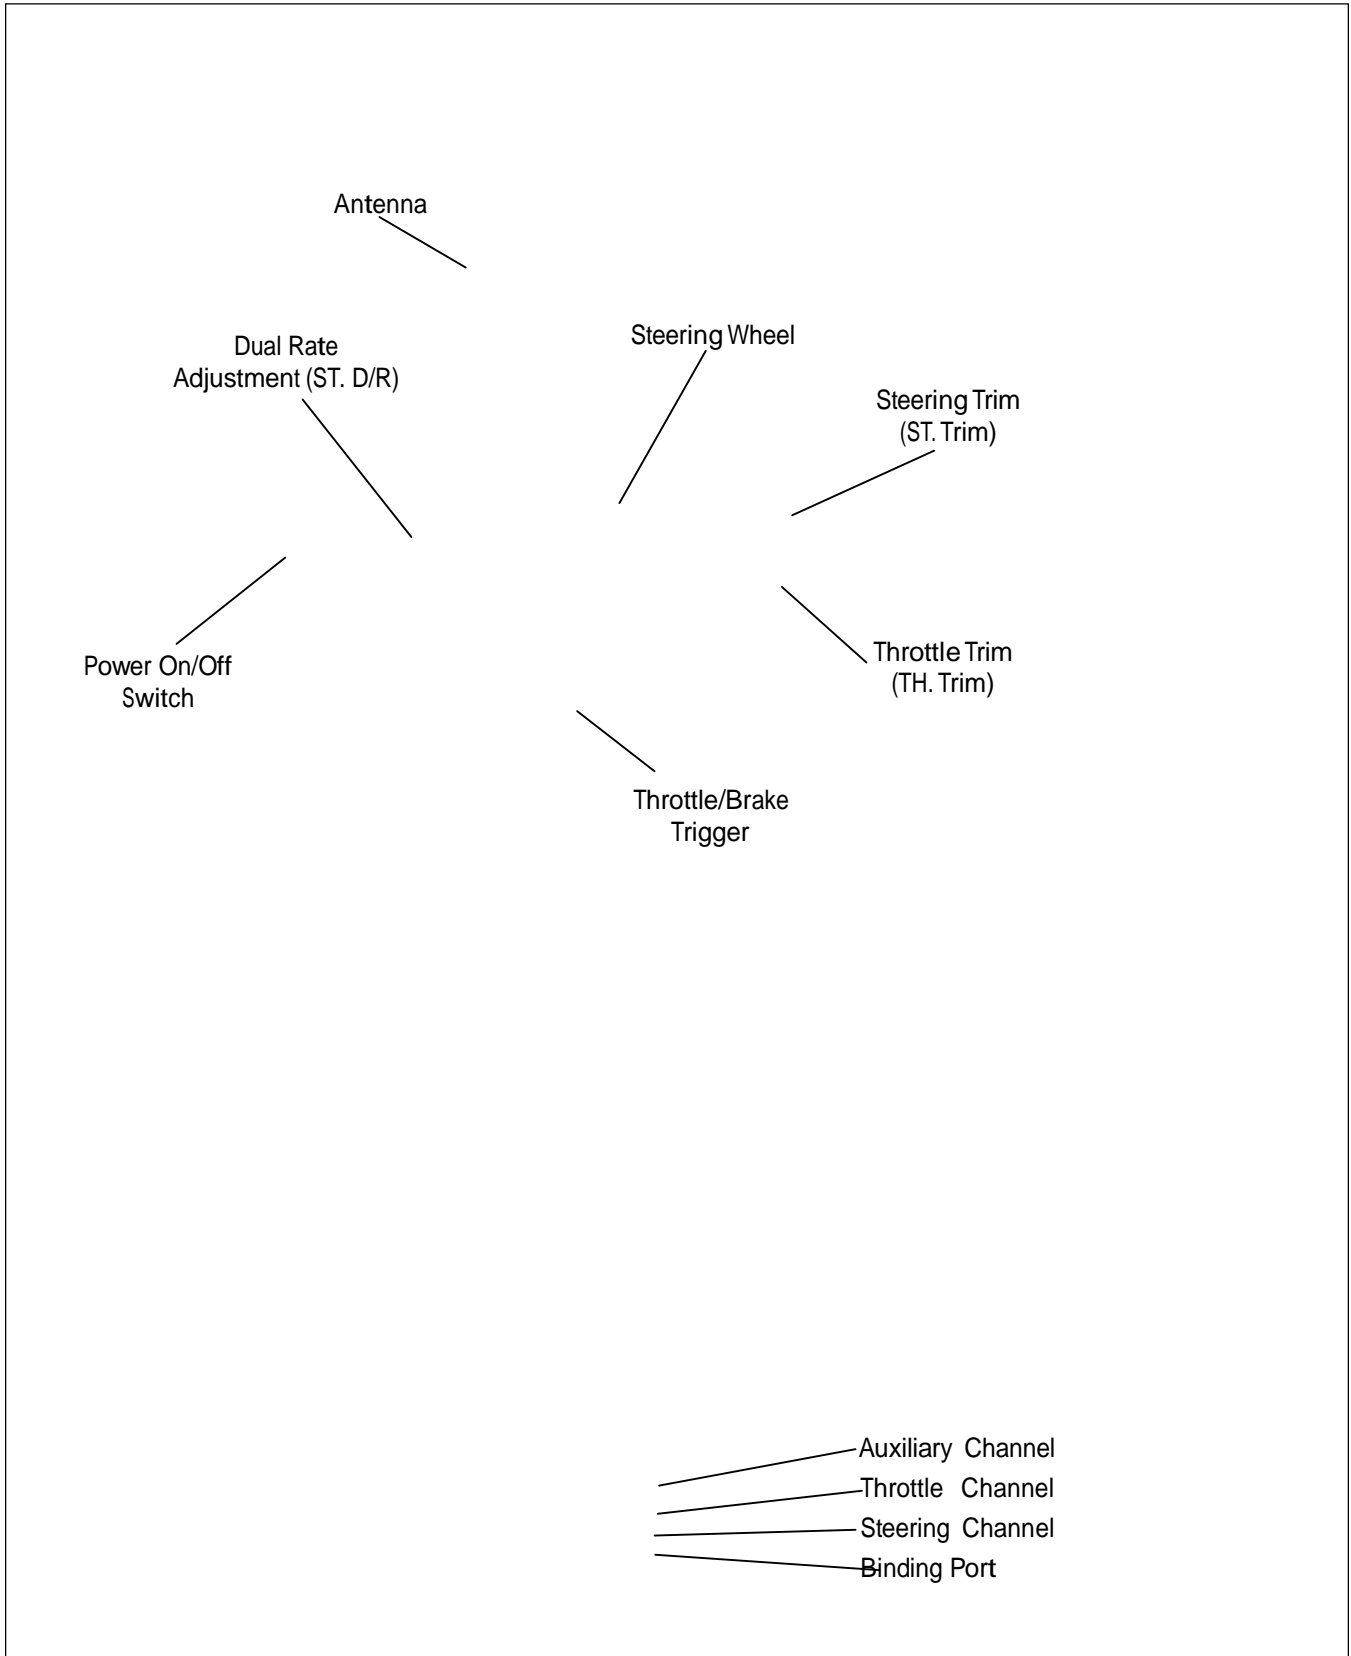 Antenna
Steering Wheel
Dual Rate
Adjustment (ST. D/R)
Steering Trim
(ST. Trim)
Power On/Off
Switch
Throttle Trim
(TH. Trim)
Throttle/Brake
Trigger
Auxiliary Channel
Throttle Channel
Steering Channel
Binding Port